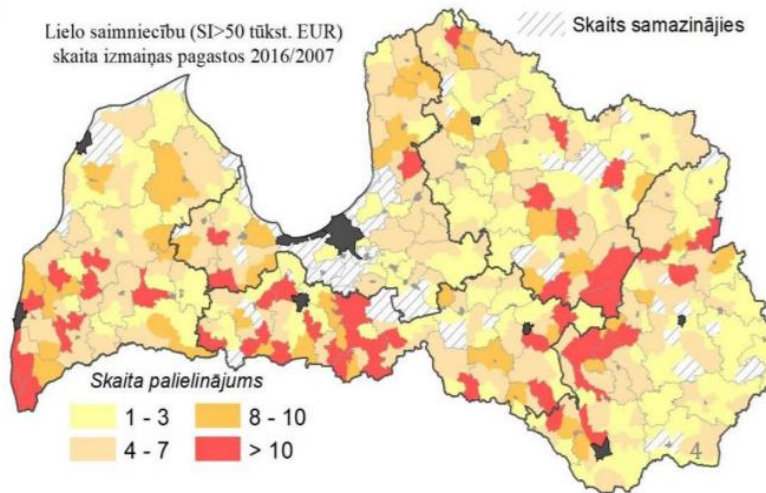 Lielo saimniecību (SI>50 tūkst. EUR)
skaita izmaiņas pagastos 2016/2007
Skaits samazinājies
Skaita palielinājums
1 - 3
8 - 10
4 - 7
> 10
4